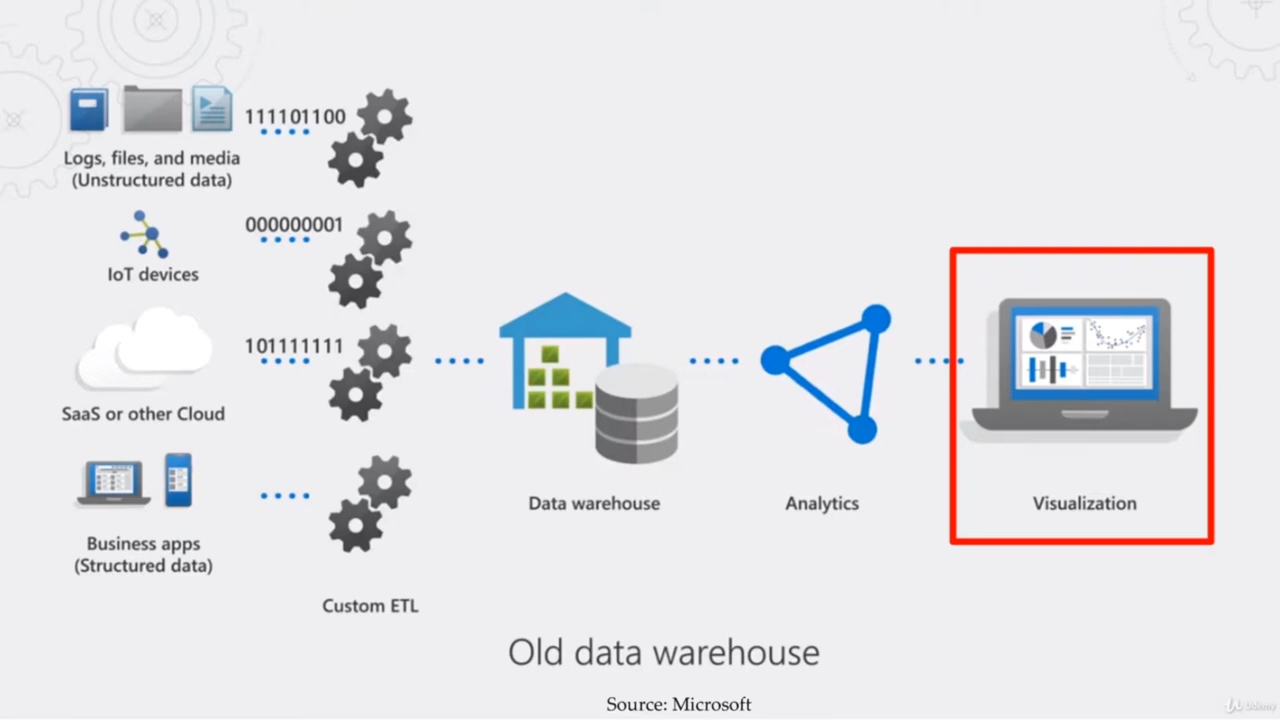 111101100
Logs, files, and media
(Unstructured data)
000000001
IoT devices
101111111
SaaS or other Cloud
Data warehouse
Analytics
Visualization
Business apps
(Structured data)
Custom ETL
Old data warehouse
Source: Microsoft
Udemy